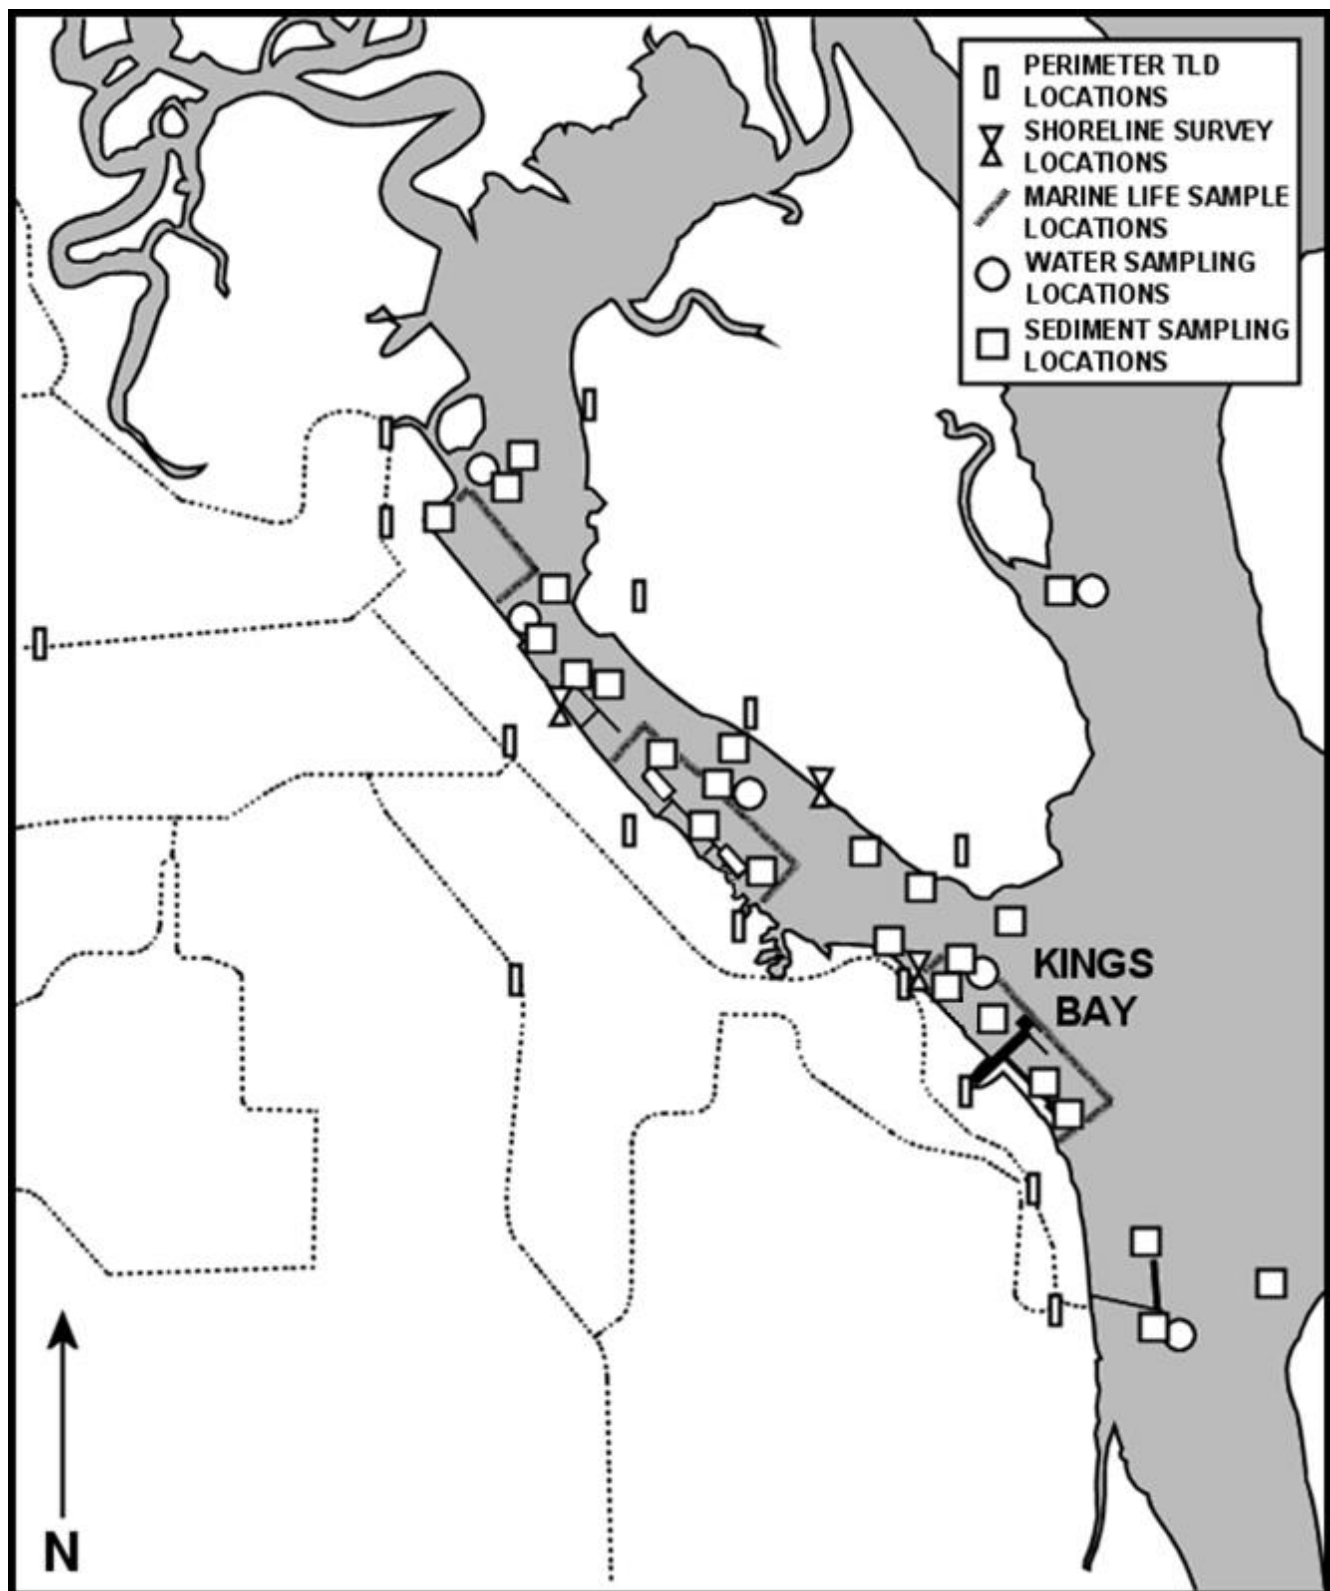 PERIMETER TLD
LOCATIONS
SHORELINE SURVEY
LOCATIONS
MARINE LIFE SAMPLE
LOCATIONS
WATER SAMPLING
LOCATIONS
SEDIMENT SAMPLING
LOCATIONS
KINGS
BAY
N